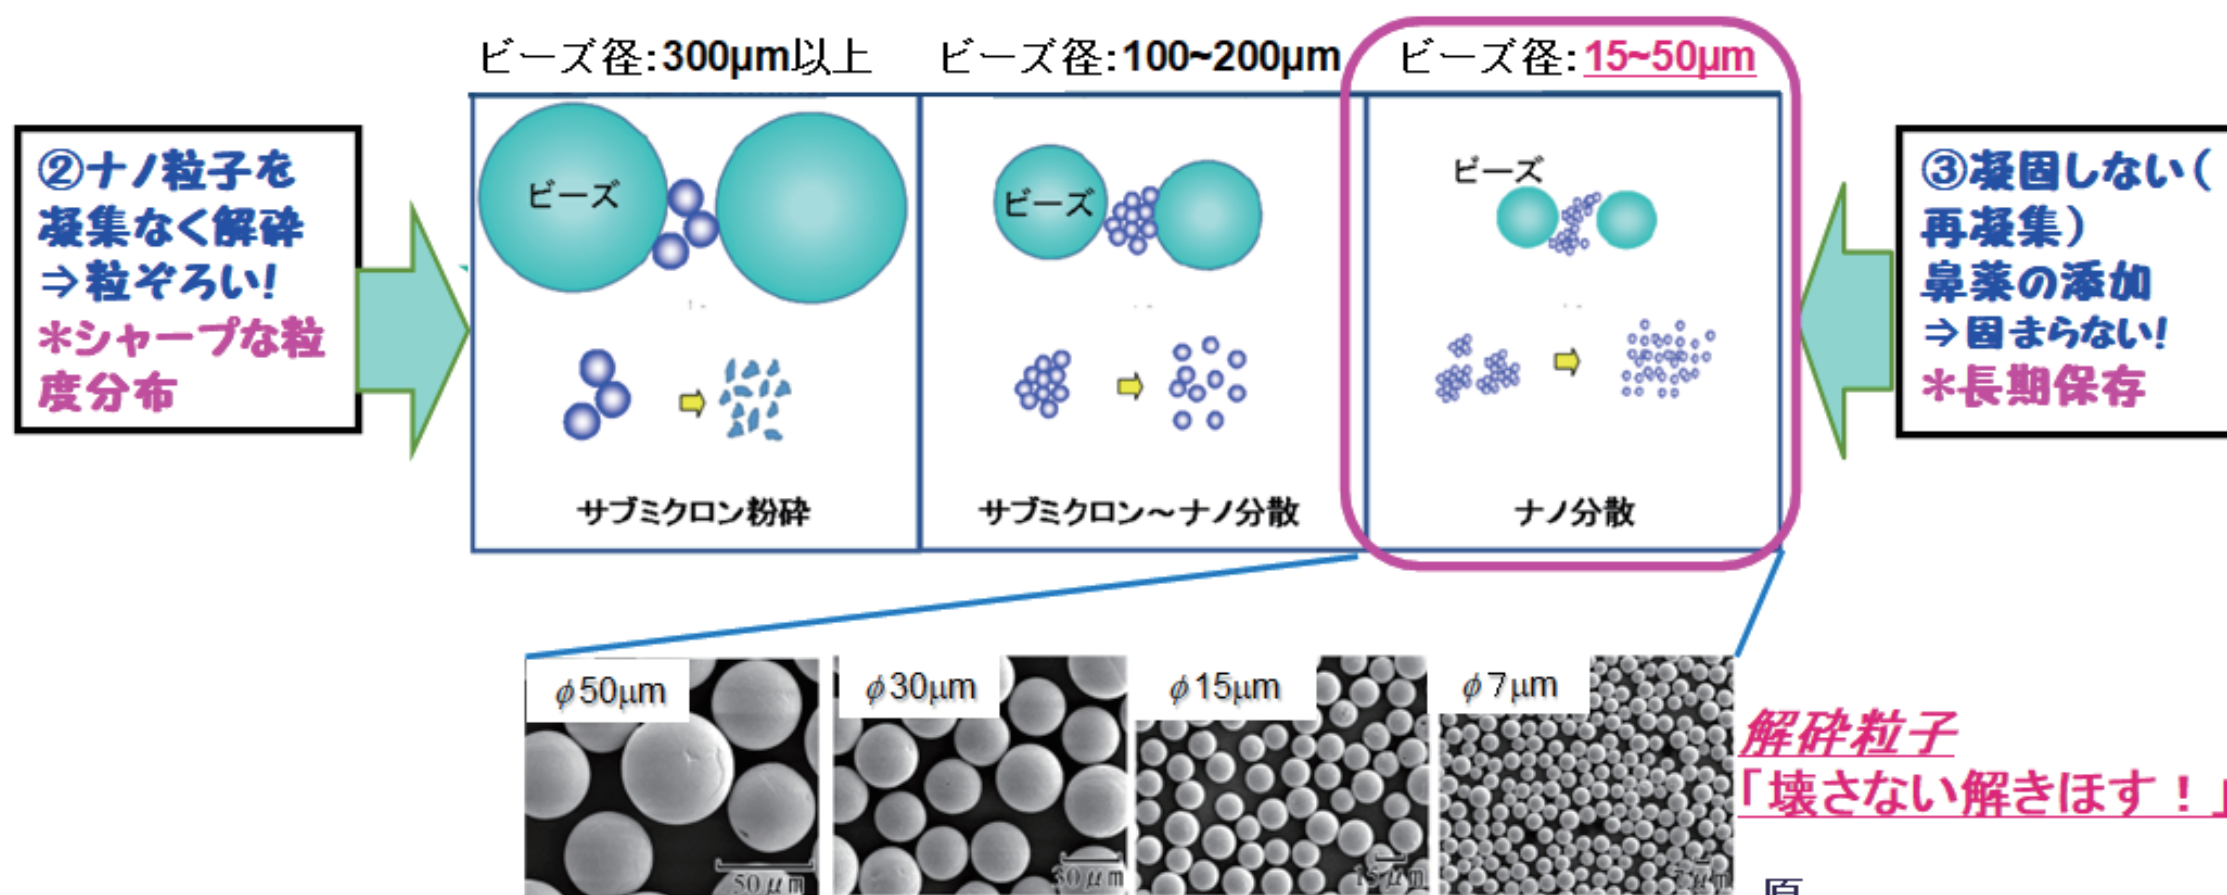 ビーズ径:300μm以上
ビーズ径:100~200μm
ビーズ径:15~50μm
②ナノ粒子を
凝集なく解砕
⇒粒ぞろい!
*シャープな粒
度分布
ビーズ
ビーズ
ビーズ
サブミクロン粉砕
サブミクロン～ナノ分散
ナノ分散
③凝固しない(
再凝集)
鼻薬の添加
⇒固まらない!
*長期保存
φ50μm
φ30μm
φ15μm
φ7μm
50μm
30μm
15μm
解砕粒子
「壊さない解きほす！」